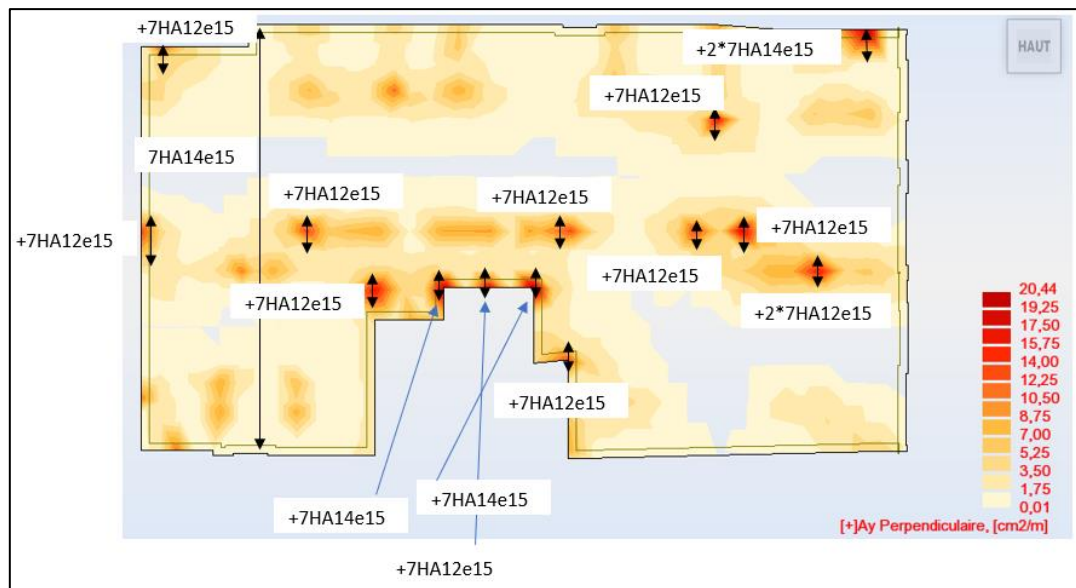 +7HA12e15
HAUT
+2*7HA14e15
+7HA12e15
7HA14e15
+7HA12e15
+7HA12e15
+7HA12e15
+7HA12e15
+7HA12e15
+7HA12e15
+2*7HA12e15
+7HA12e15
+7HA14e15
+7HA14e15
+7HA12e15
20,44
19,25
17,50
15,75
14,00
12,25
10,50
8,75
7,00
5,25
3,50
1,75
0,01
[+]Ay Perpendiculaire, [cm2/m]